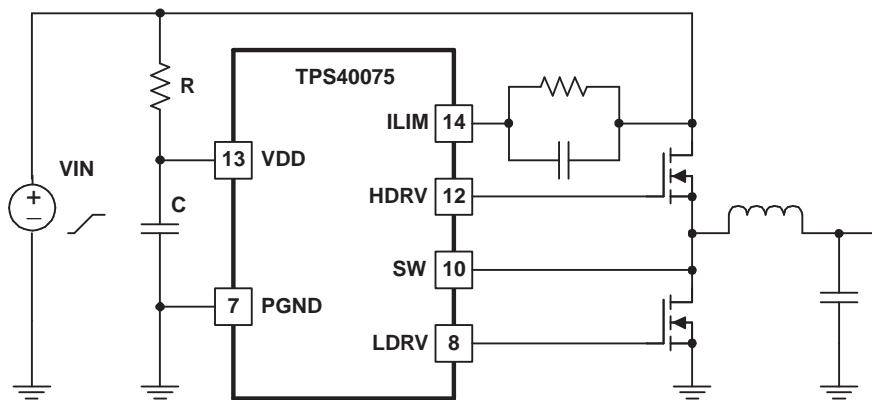 TPS40075
R
ILIM 14
13 VDD
VIN
C
HDRV 12
SW 10
7 PGND
LDRV 8